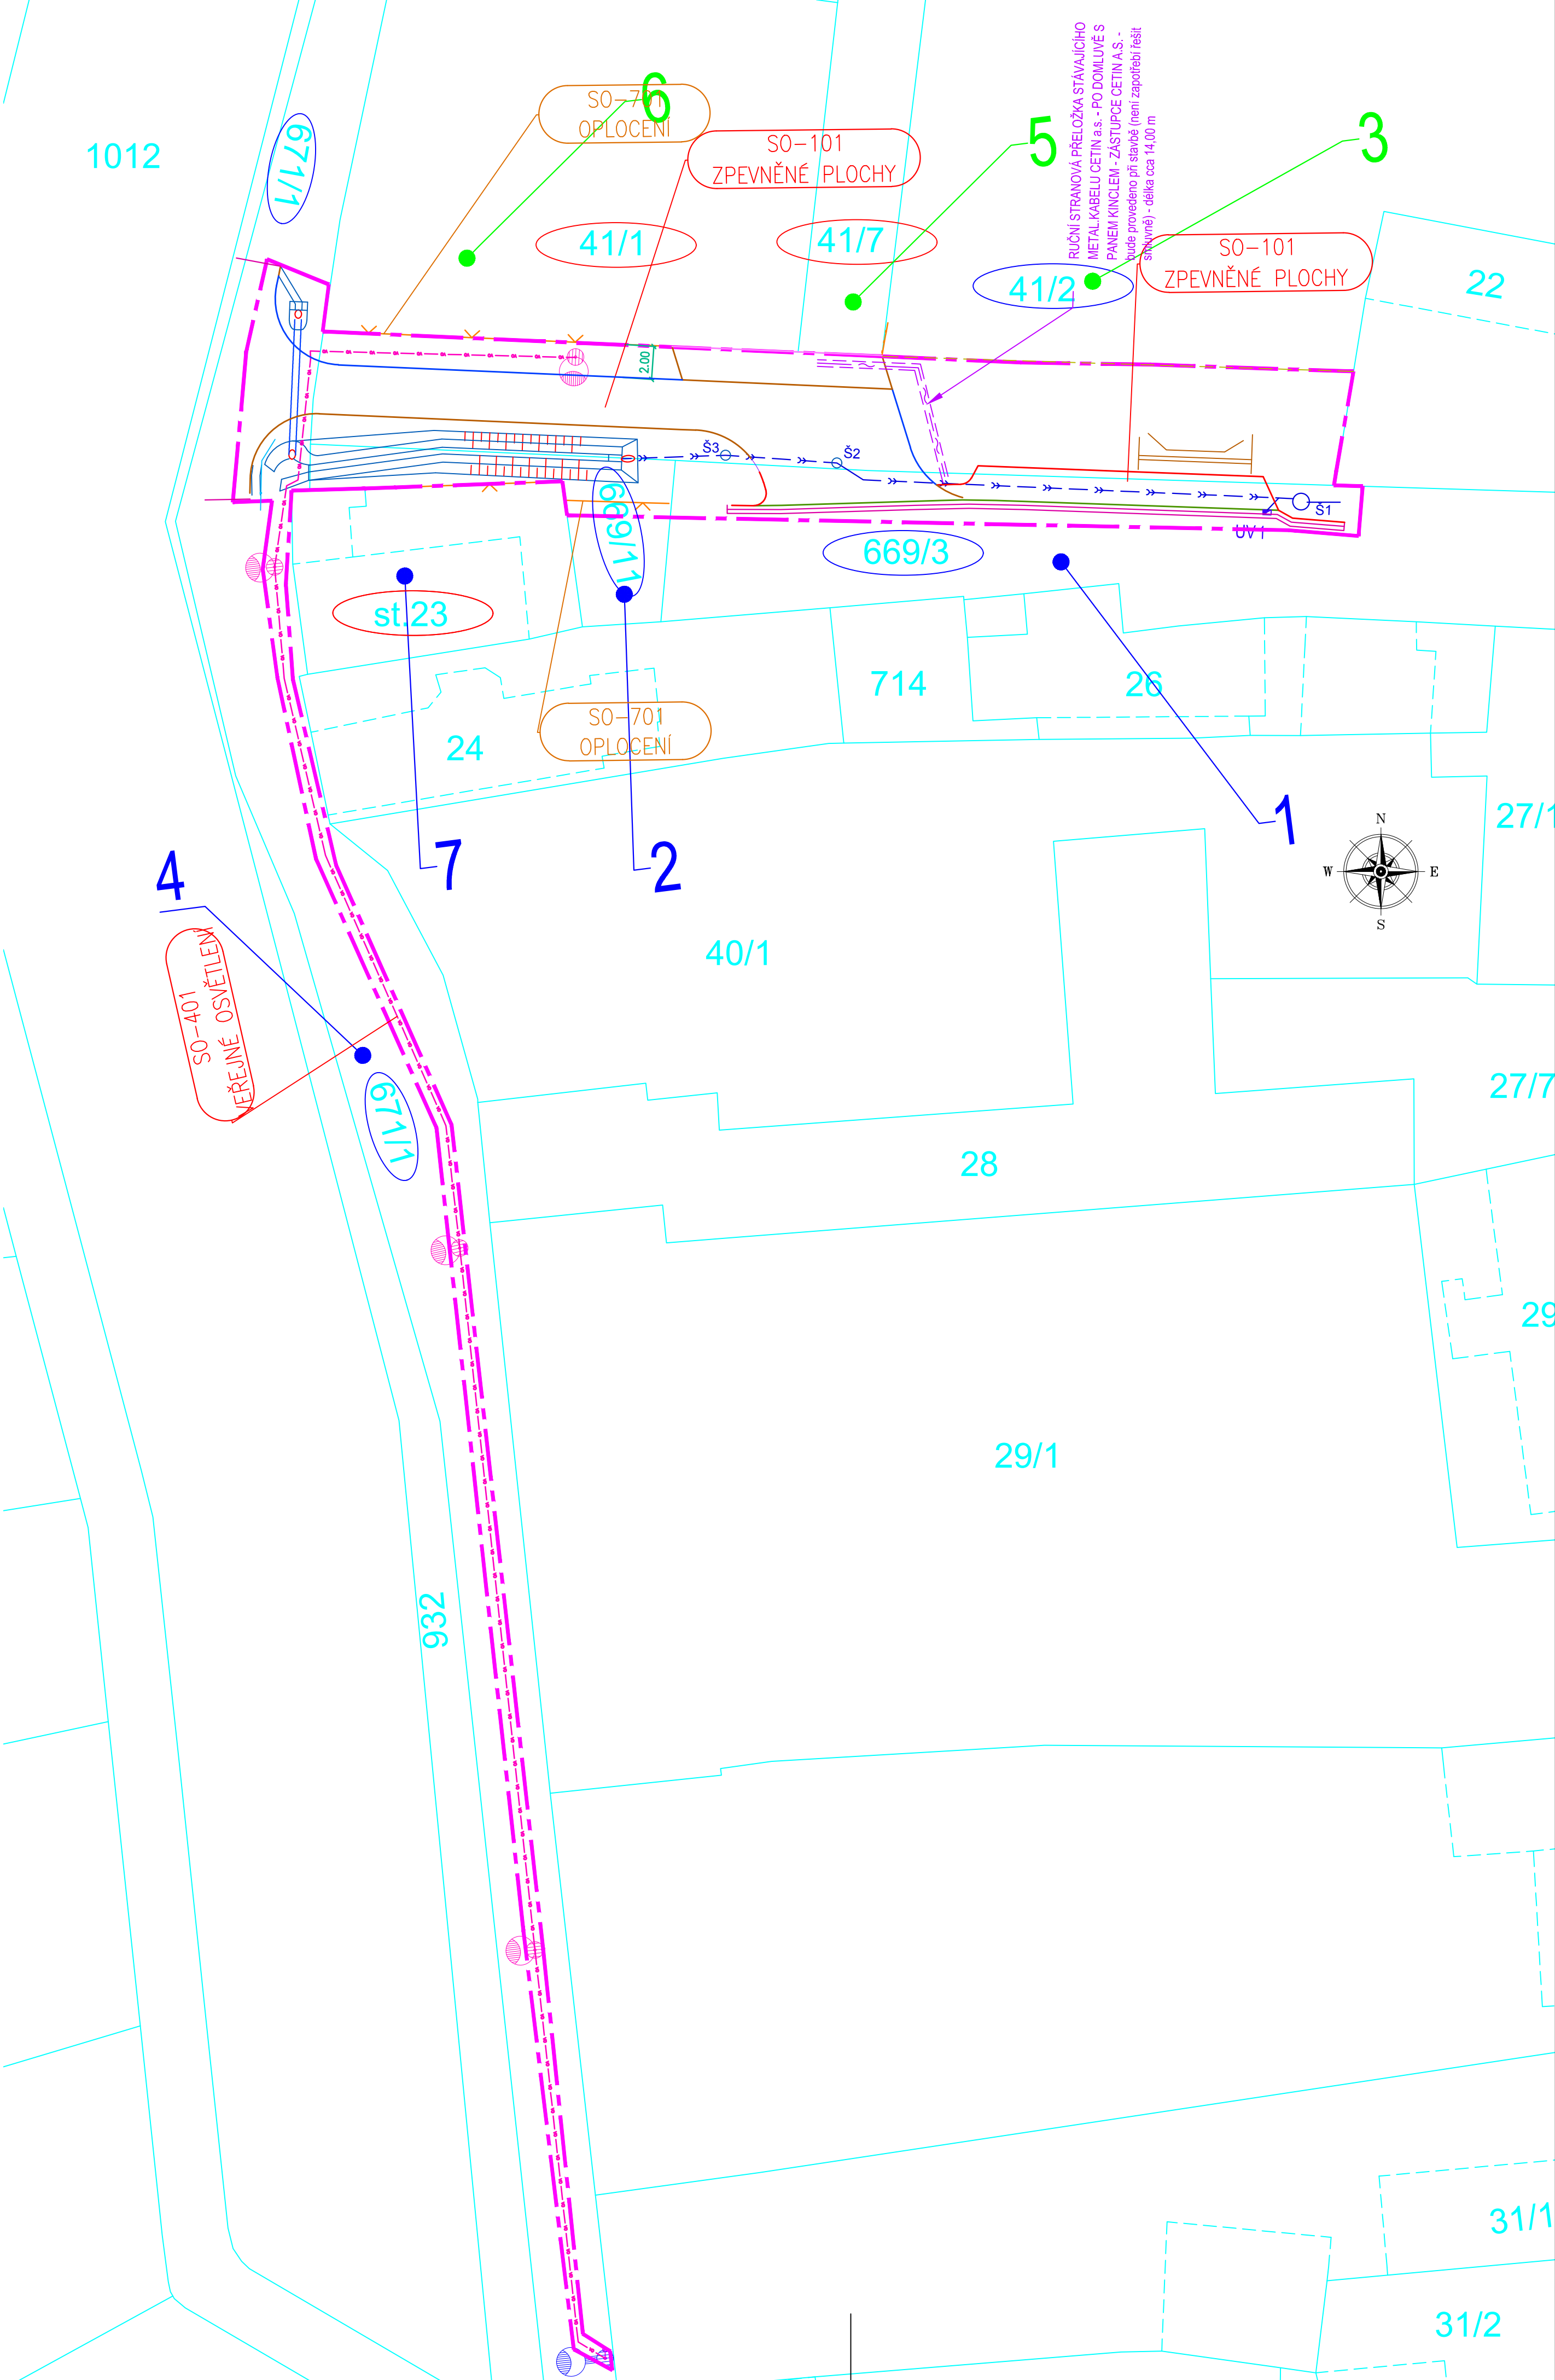 6
SO-701
OPLOCENÍ
SO-101
ZPEVNĚNÉ PLOCHY
5
3
RUČNÍ STRANOVÁ PŘELOŽKA STÁVAJÍCÍHO
METAL.KABELU CETIN a.s. - PO DOMLUVĚ S
PANEM KINCLEM - ZÁSTUPCE CETIN A.S. -
bude provedeno při stavbě (není zapotřebí řešit
smluvně) - délka cca 14,00 m
1012
671/1
41/1
41/7
41/2
SO-101
ZPEVNĚNÉ PLOCHY
22
2.00
Š3
Š2
Š1
UV1
669/11
669/3
st.23
714
26
24
SO-701
OPLOCENÍ
27/1
7
2
1
4
N
W
E
S
SO-401
VEŘEJNÉ OSVĚTLENÍ
40/1
671/1
27/7
28
29
29/1
932
31/1
31/2